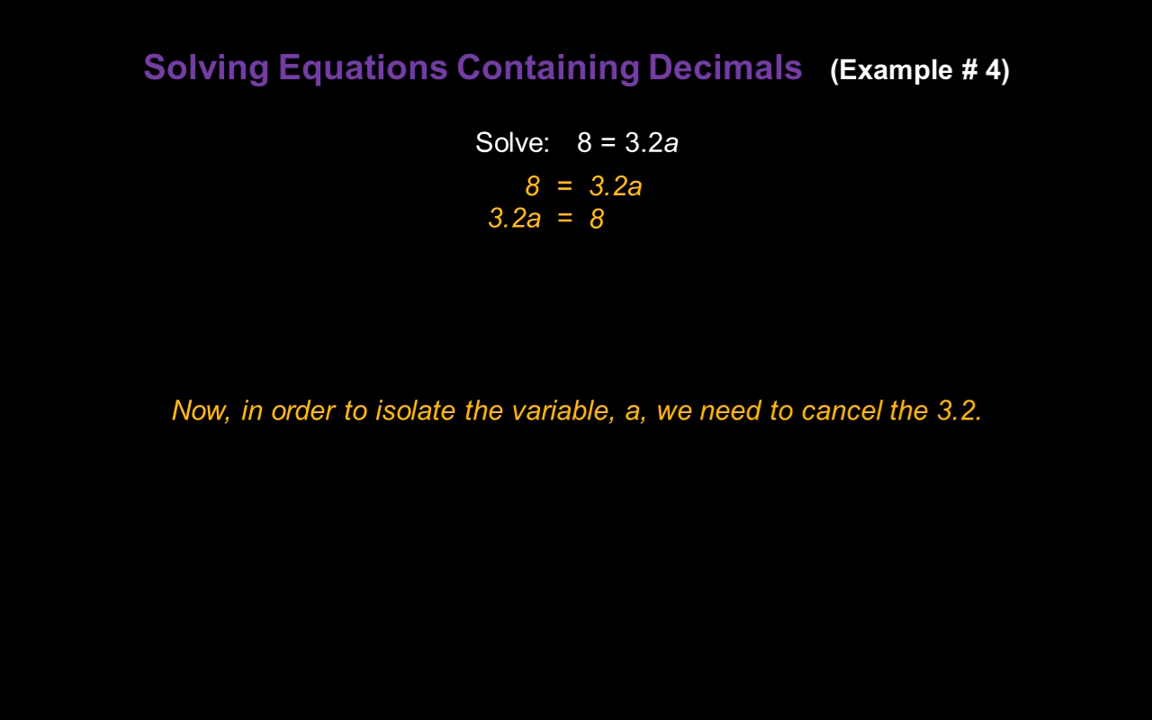 Solving Equations Containing Decimals (Example # 4)
Solve: 8 = 3.2a
8 = 3.2a
3.2a = 8
Now, in order to isolate the variable, a, we need to cancel the 3.2.